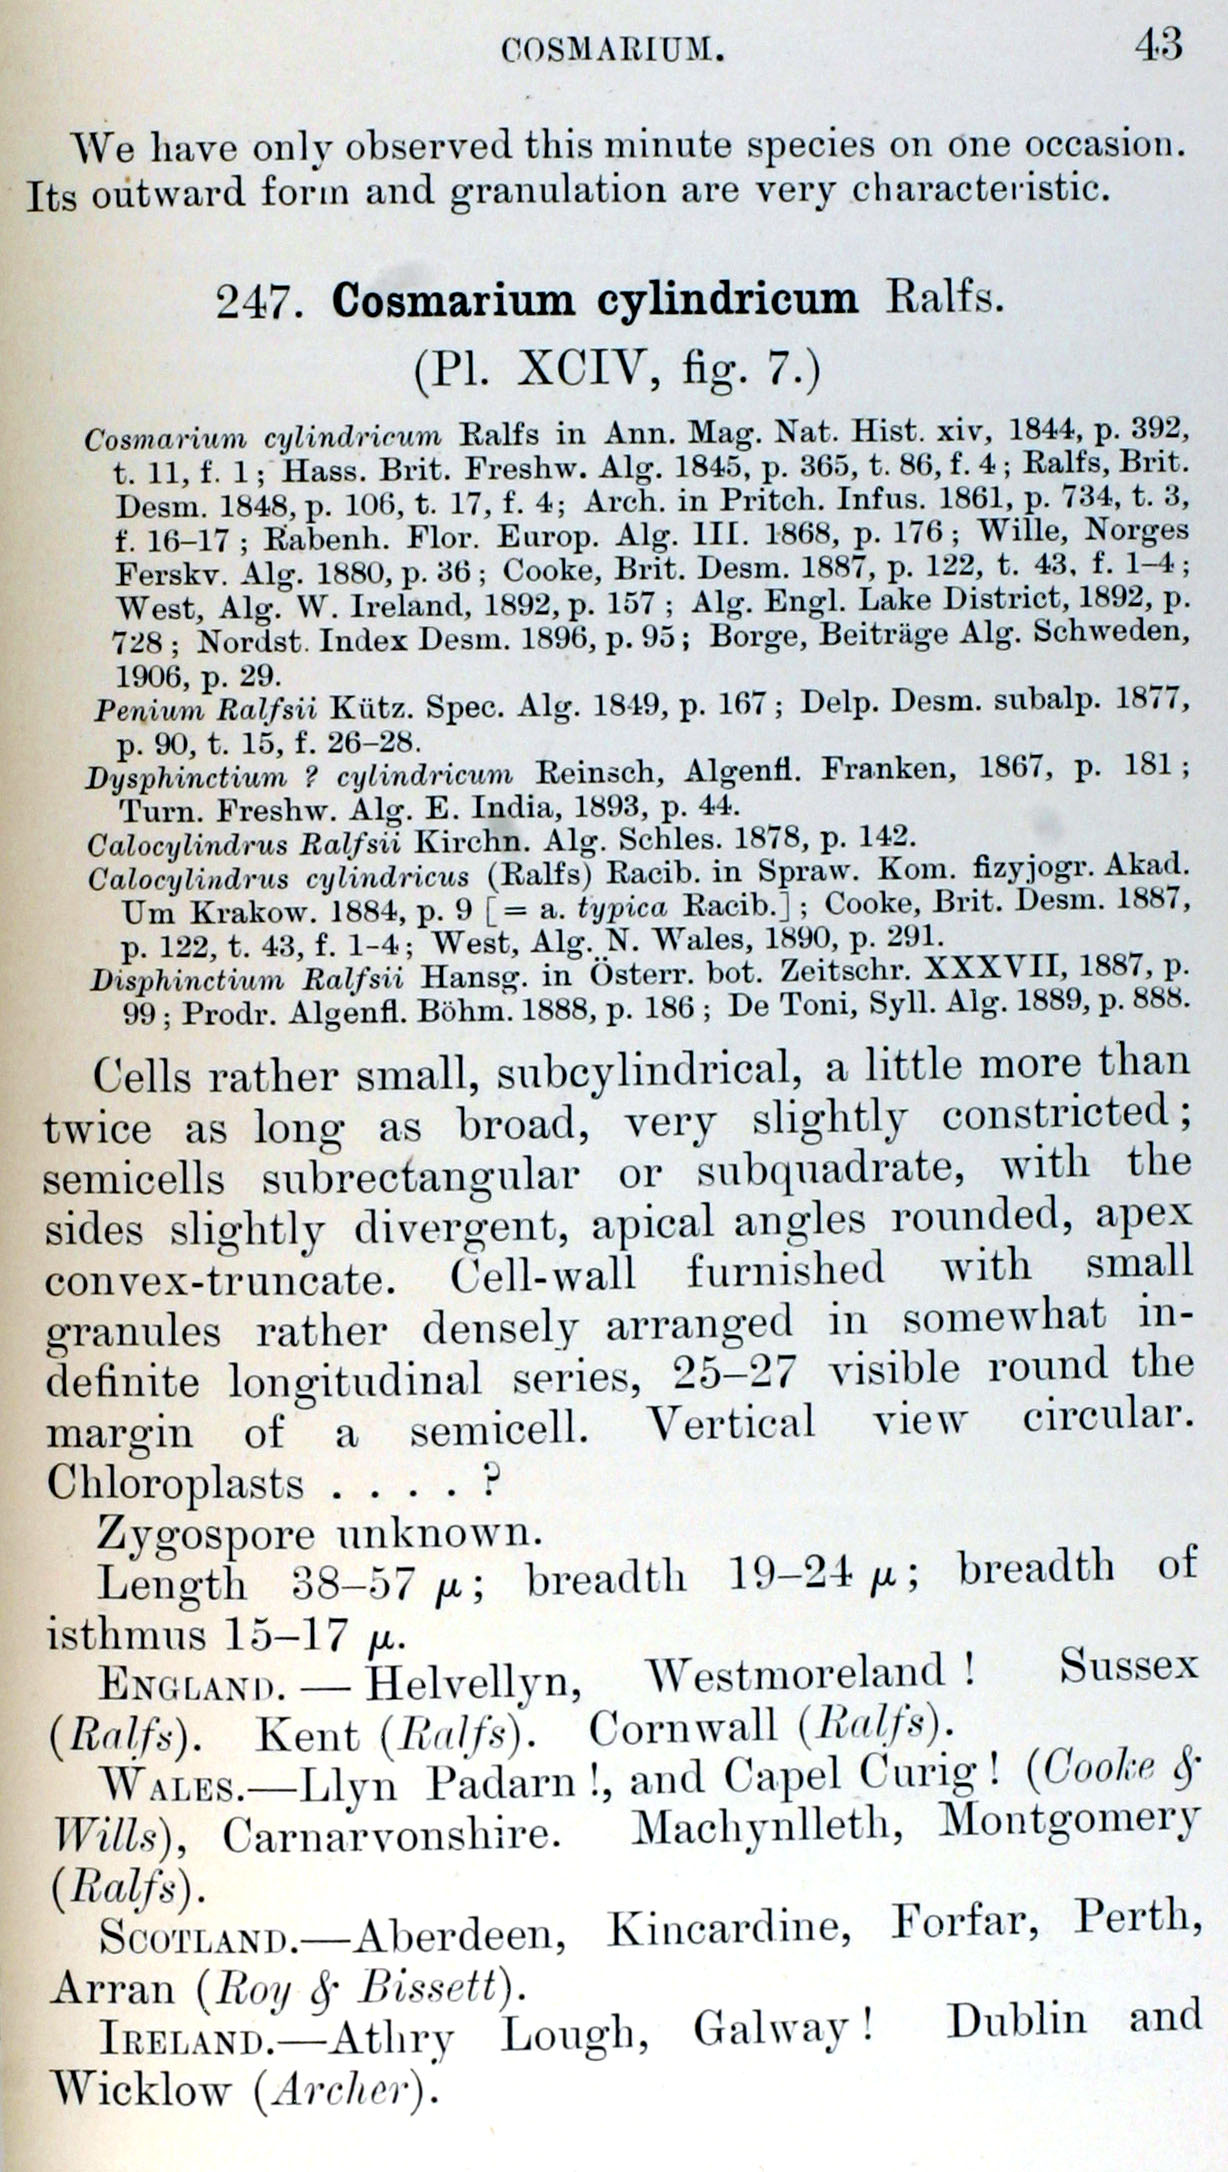 COSMARIUM. 43
We have only observed this minute species on one occasion.
Its outward form and granulation are very characteristic.
247. Cosmarium cylindricum Ralfs.
(Pl. XCIV, fig. 7.)
Cosmarium cylindricum Ralfs in Ann. Mag. Nat. Hist. xiv, 1844, p. 392,
t. 11, f. 1; Hass. Brit. Freshw. Alg. 1845, p. 365, t. 86, f. 4; Ralfs, Brit.
Desm. 1848, p. 106, t. 17, f. 4; Arch. in Pritch. Infus. 1861, p. 734, t. 3,
f. 16–17; Rabenh. Flor. Europ. Alg. III. 1868, p. 176; Wille, Norges
Ferskv. Alg. 1880, p. 36; Cooke, Brit. Desm. 1887, p. 122, t. 43, f. 1–4;
West, Alg. W. Ireland, 1892, p. 157; Alg. Engl. Lake District, 1892, p.
728; Nordst. Index Desm. 1896, p. 95; Borge, Beiträge Alg. Schweden,
1906, p. 29.
Penium Ralfsii Kütz. Spec. Alg. 1849, p. 167; Delp. Desm. subalp. 1877,
p. 90, t. 15, f. 26–28.
Dysphinctium ? cylindricum Reinsch, Algenfl. Franken, 1867, p. 181;
Turn. Freshw. Alg. E. India, 1893, p. 44.
Calocylindrus Ralfsii Kirchn. Alg. Schles. 1878, p. 142.
Calocylindrus cylindricus (Ralfs) Racib. in Spraw. Kom. fizyjogr. Akad.
Um Krakow. 1884, p. 9 [= a. typica Racib.]; Cooke, Brit. Desm. 1887,
p. 122, t. 43, f. 1–4; West, Alg. N. Wales, 1890, p. 291.
Disphinctium Ralfsii Hansg. in Österr. bot. Zeitschr. XXXVII, 1887, p.
99; Prodr. Algenfl. Böhm. 1888, p. 186; De Toni, Syll. Alg. 1889, p. 888.
Cells rather small, subcylindrical, a little more than
twice as long as broad, very slightly constricted;
semicells subrectangular or subquadrate, with the
sides slightly divergent, apical angles rounded, apex
convex-truncate. Cell-wall furnished with small
granules rather densely arranged in somewhat in-
definite longitudinal series, 25–27 visible round the
margin of a semicell. Vertical view circular.
Chloroplasts . . . . ?
Zygospore unknown.
Length 38–57 μ; breadth 19–24 μ; breadth of
isthmus 15–17 μ.
ENGLAND.—Helvellyn, Westmoreland! Sussex
(Ralfs). Kent (Ralfs). Cornwall (Ralfs).
WALES.—Llyn Padarn!, and Capel Curig! (Cooke &
Wills), Carnarvonshire. Machynlleth, Montgomery
(Ralfs).
SCOTLAND.—Aberdeen, Kincardine, Forfar, Perth,
Arran (Roy & Bissett).
IRELAND.—Athry Lough, Galway! Dublin and
Wicklow (Archer).